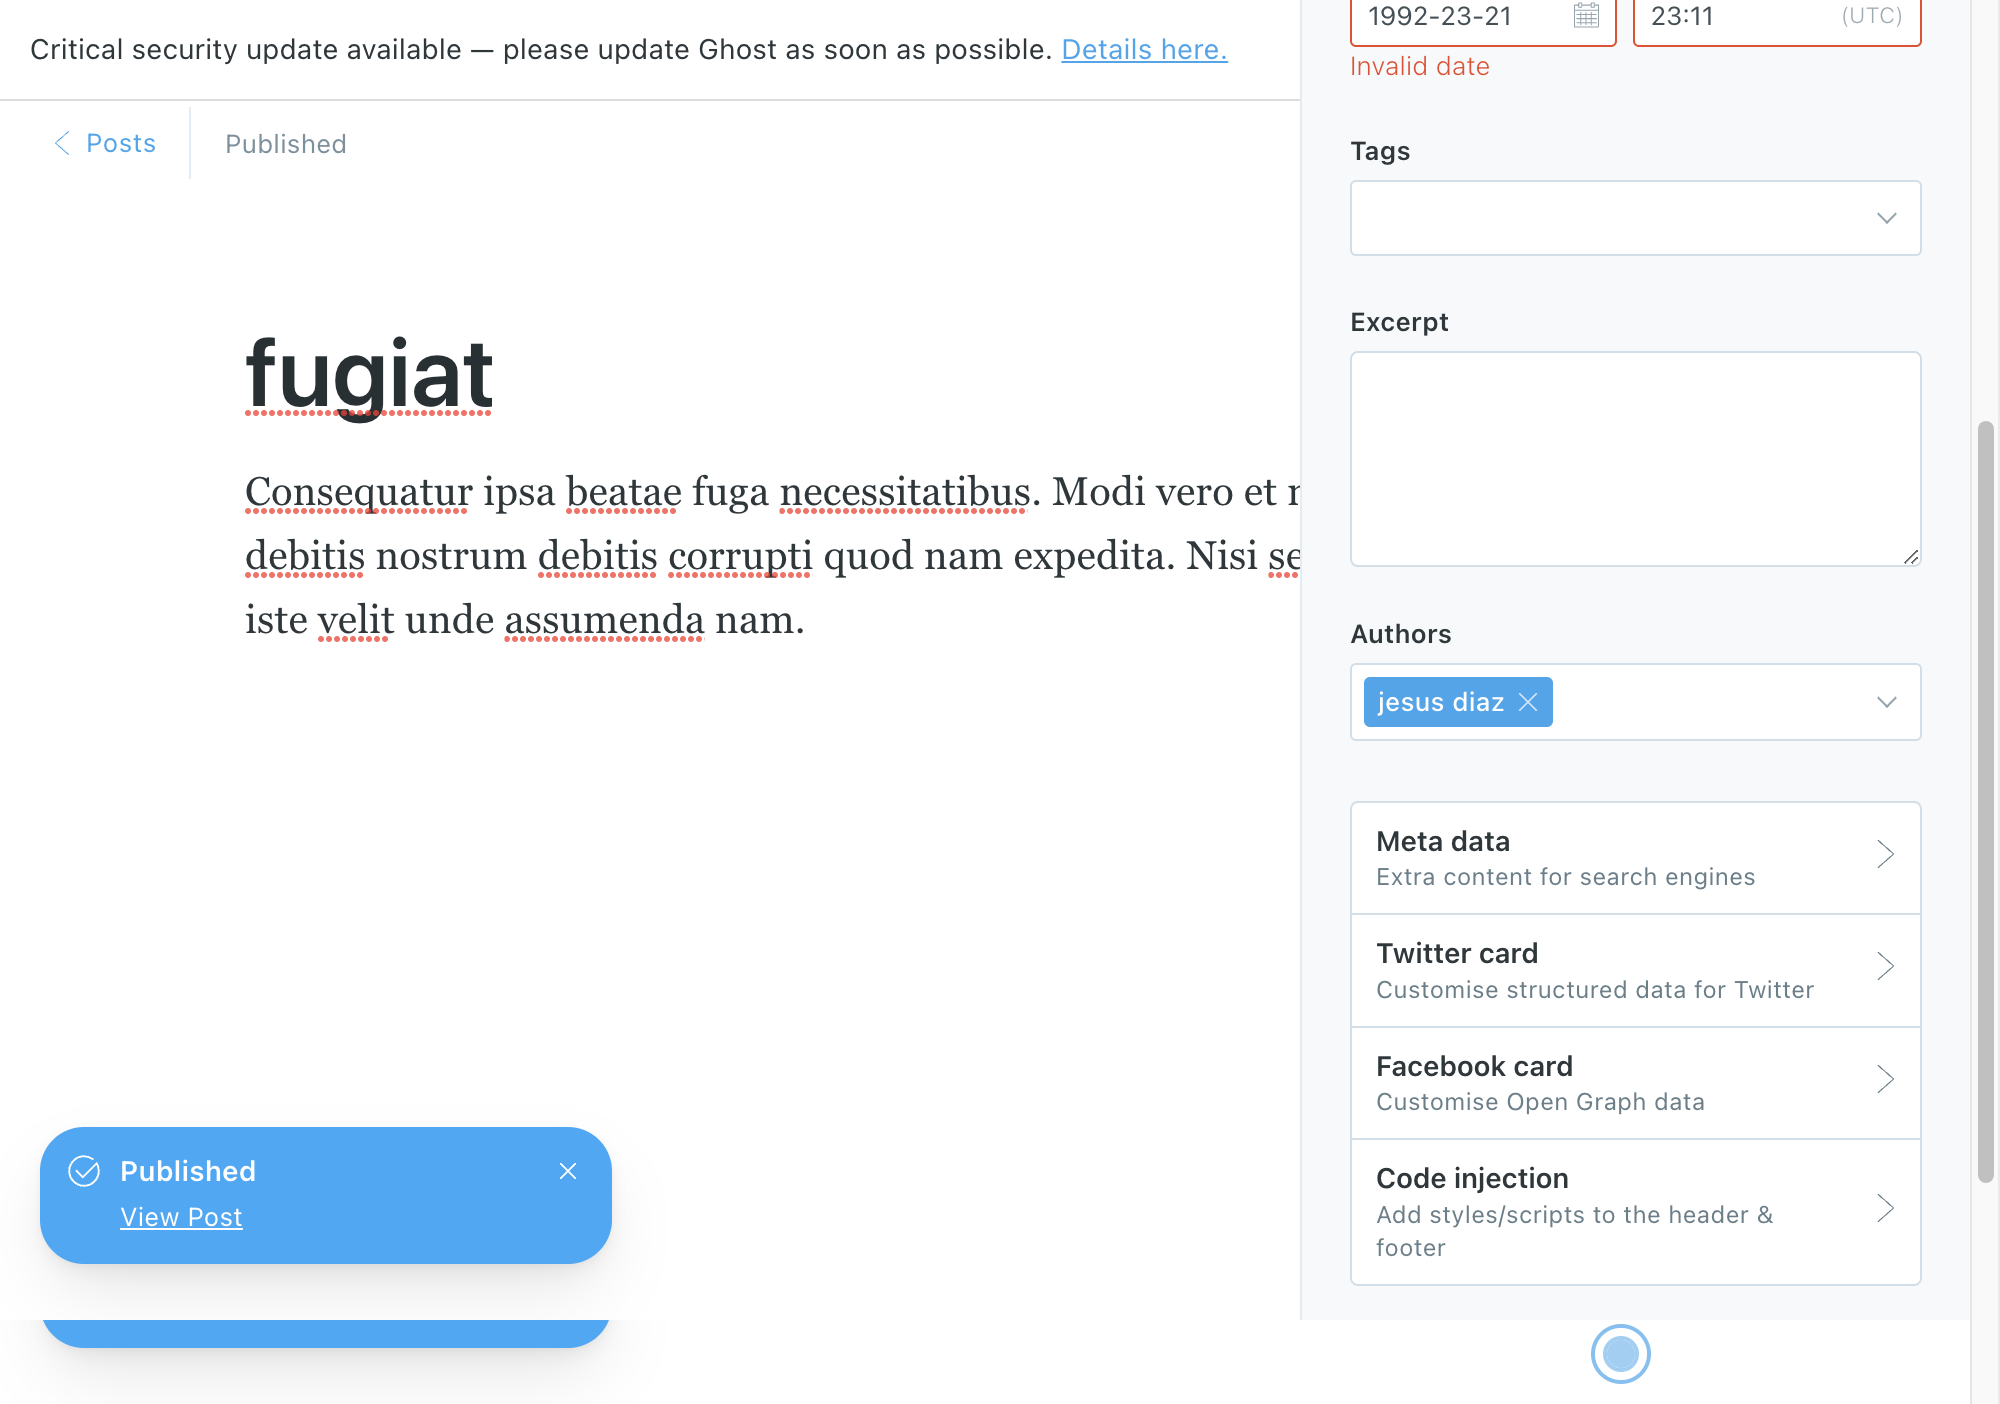 Critical security update available — please update Ghost as soon as possible. Details here.
Posts
Published
fugiat
Consequatur ipsa beatae fuga necessitatibus. Modi vero et
debitis nostrum debitis corrupti quod nam expedita. Nisi
iste velit unde assumenda nam.
Published
View Post
1992-23-21
23:11 (UTC)
Invalid date
Tags
Excerpt
Authors
jesus diaz
Meta data
Extra content for search engines
Twitter card
Customise structured data for Twitter
Facebook card
Customise Open Graph data
Code injection
Add styles/scripts to the header &
footer